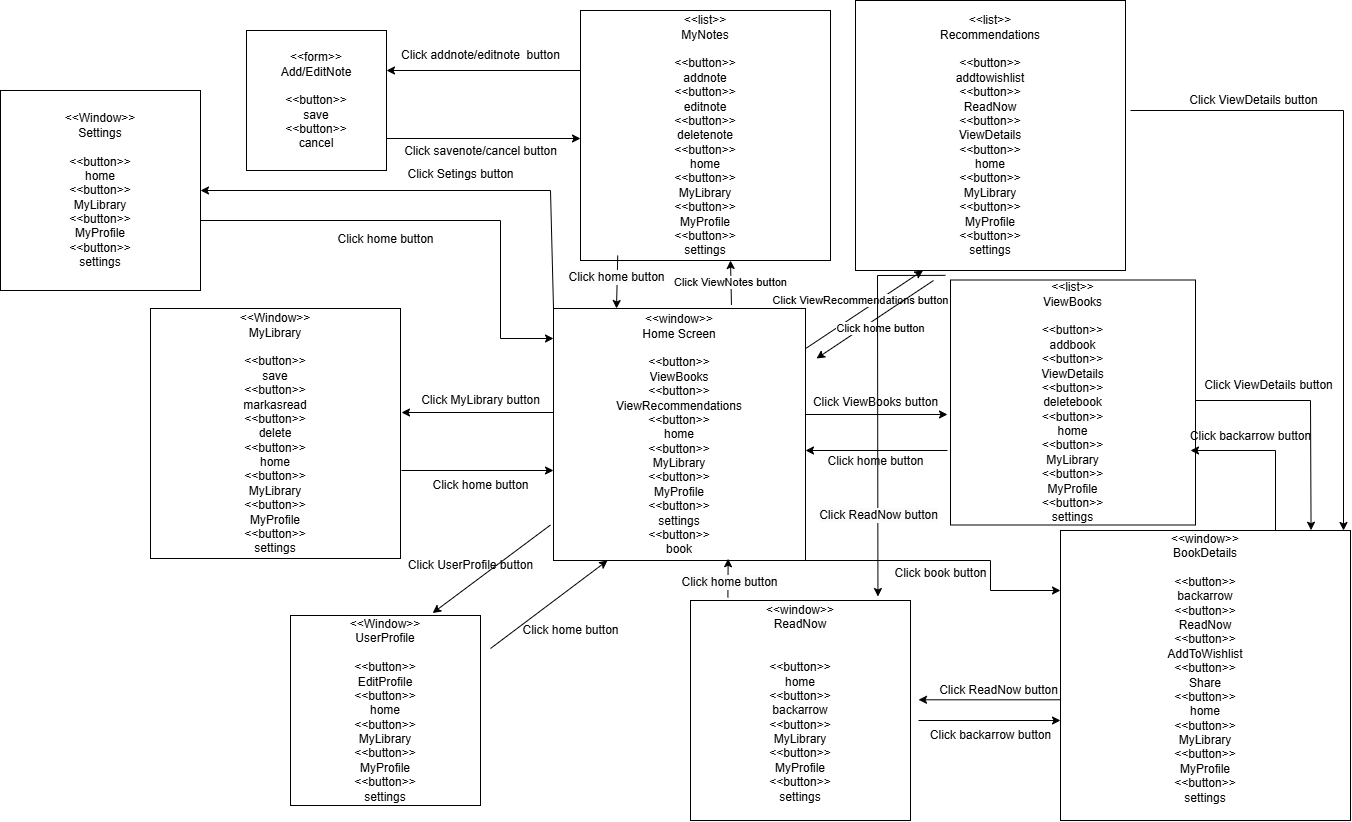 <<form>>
Add/EditNote
<<button>>
save
<<button>>
cancel
Click addnote/editnote  button
Click savenote/cancel button
<<list>>
MyNotes
<<button>>
addnote
<<button>>
editnote
<<button>>
deletenote
<<button>>
home
<<button>>
MyLibrary
<<button>>
MyProfile
<<button>>
settings
<<list>>
Recommendations
<<button>>
addtowishlist
<<button>>
ReadNow
<<button>>
ViewDetails
<<button>>
home
<<button>>
MyLibrary
<<button>>
MyProfile
<<button>>
settings
Click ViewDetails button
<<Window>>
Settings
<<button>>
home
<<button>>
MyLibrary
<<button>>
MyProfile
<<button>>
settings
Click Setings button
Click home button
Click home button
Click ViewNotes button
Click ViewRecommendations button
Click home button
<<Window>>
MyLibrary
<<button>>
save
<<button>>
markasread
<<button>>
delete
<<button>>
home
<<button>>
MyLibrary
<<button>>
MyProfile
<<button>>
settings
Click MyLibrary button
Click home button
<<window>>
Home Screen
<<button>>
ViewBooks
<<button>>
ViewRecommendations
<<button>>
home
<<button>>
MyLibrary
<<button>>
MyProfile
<<button>>
settings
<<button>>
book
Click ViewBooks button
Click home button
Click ReadNow button
<<list>>
ViewBooks
<<button>>
addbook
<<button>>
ViewDetails
<<button>>
deletebook
<<button>>
home
<<button>>
MyLibrary
<<button>>
MyProfile
<<button>>
settings
Click ViewDetails button
Click backarrow button
Click UserProfile button
Click home button
Click home button
Click book button
<<Window>>
UserProfile
<<button>>
EditProfile
<<button>>
home
<<button>>
MyLibrary
<<button>>
MyProfile
<<button>>
settings
<<window>>
ReadNow
<<button>>
home
<<button>>
backarrow
<<button>>
MyLibrary
<<button>>
MyProfile
<<button>>
settings
Click ReadNow button
Click backarrow button
<<window>>
BookDetails
<<button>>
backarrow
<<button>>
ReadNow
<<button>>
AddToWishlist
<<button>>
Share
<<button>>
home
<<button>>
MyLibrary
<<button>>
MyProfile
<<button>>
settings